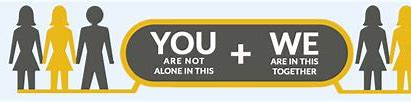 YOU + WE
ARE NOT ARE IN THIS
ALONE IN THIS TOGETHER